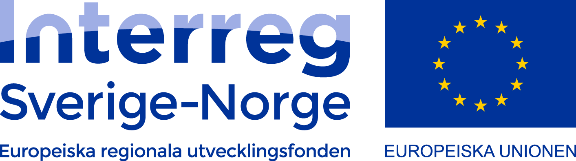 Interreg
Sverige-Norge
Europeiska regionala utvecklingsfonden
EUROPEISKA UNIONEN